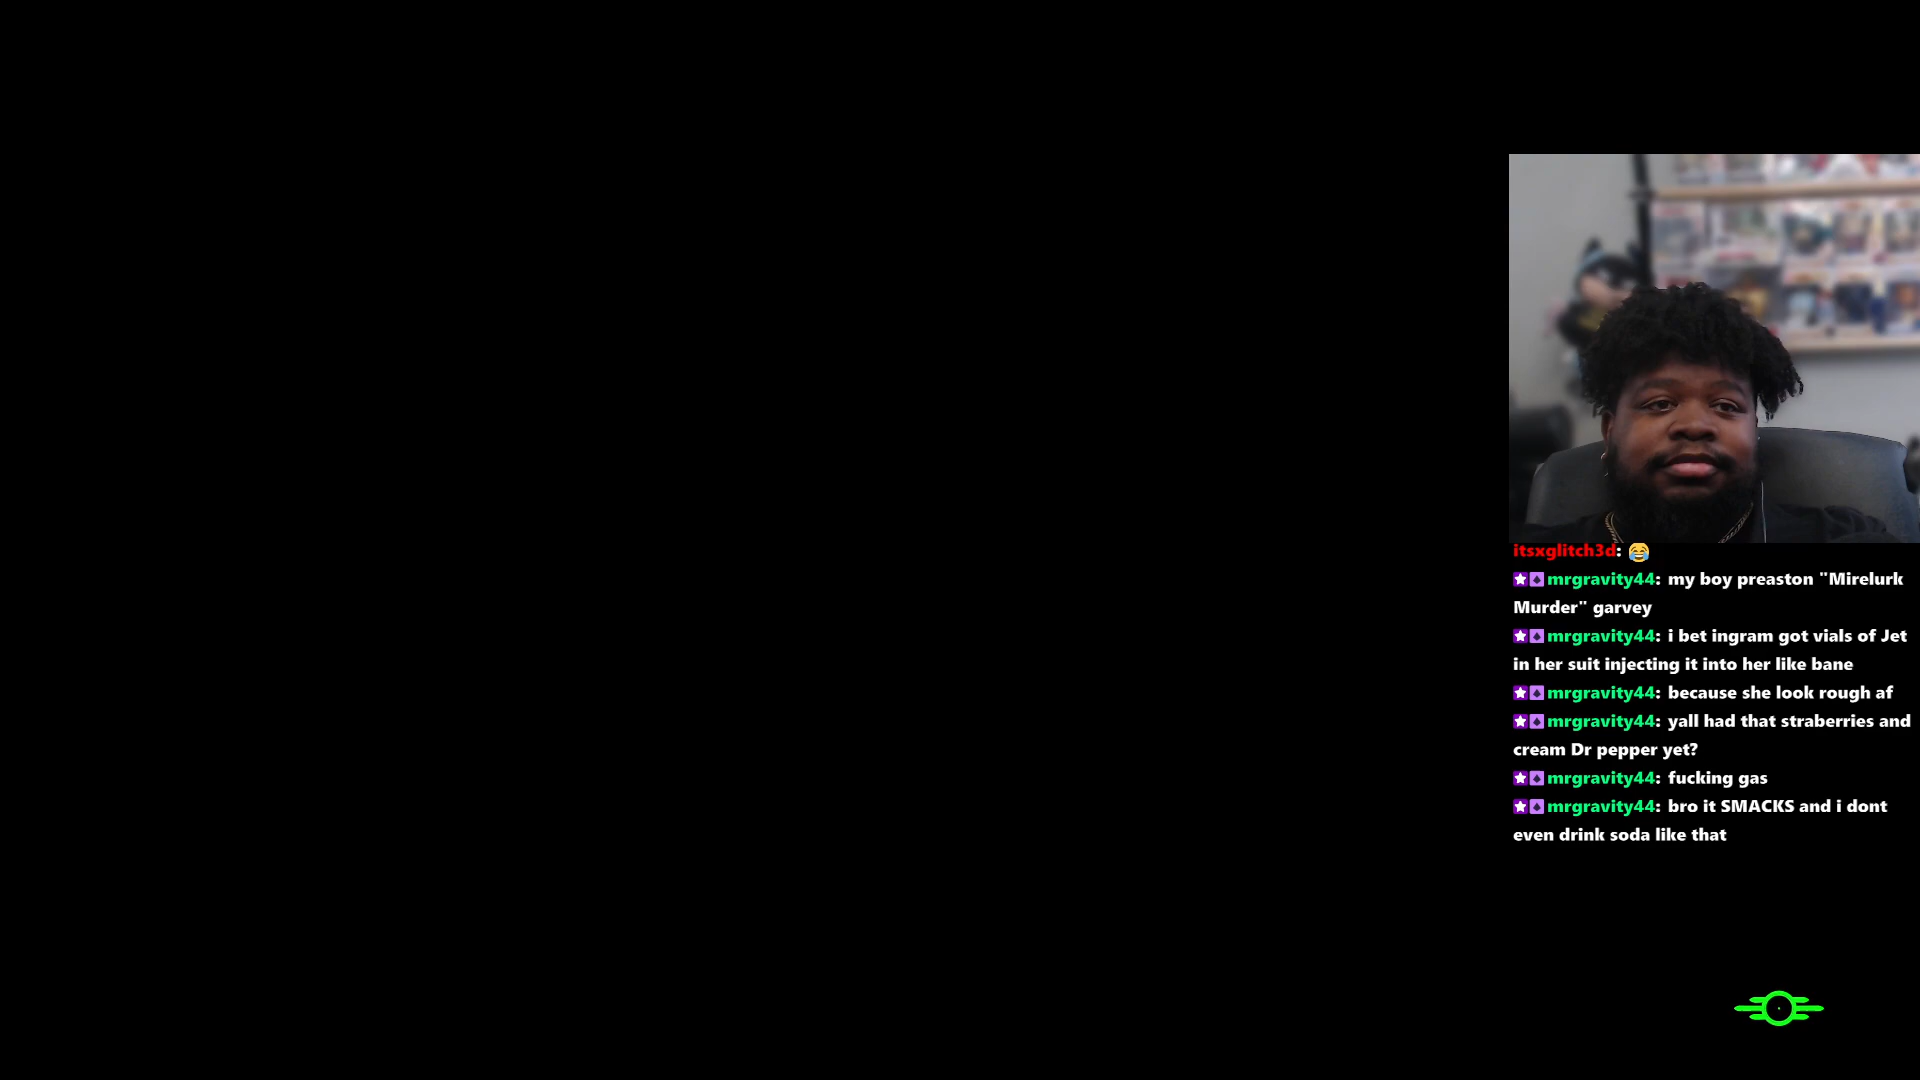 itsxglitch3d: 😂
mrgravity44: my boy preaston "Mirelurk
Murder" garvey
mrgravity44: i bet ingram got vials of Jet
in her suit injecting it into her like bane
mrgravity44: because she look rough af
mrgravity44: yall had that straberries and
cream Dr pepper yet?
mrgravity44: fucking gas
mrgravity44: bro it SMACKS and i dont
even drink soda like that